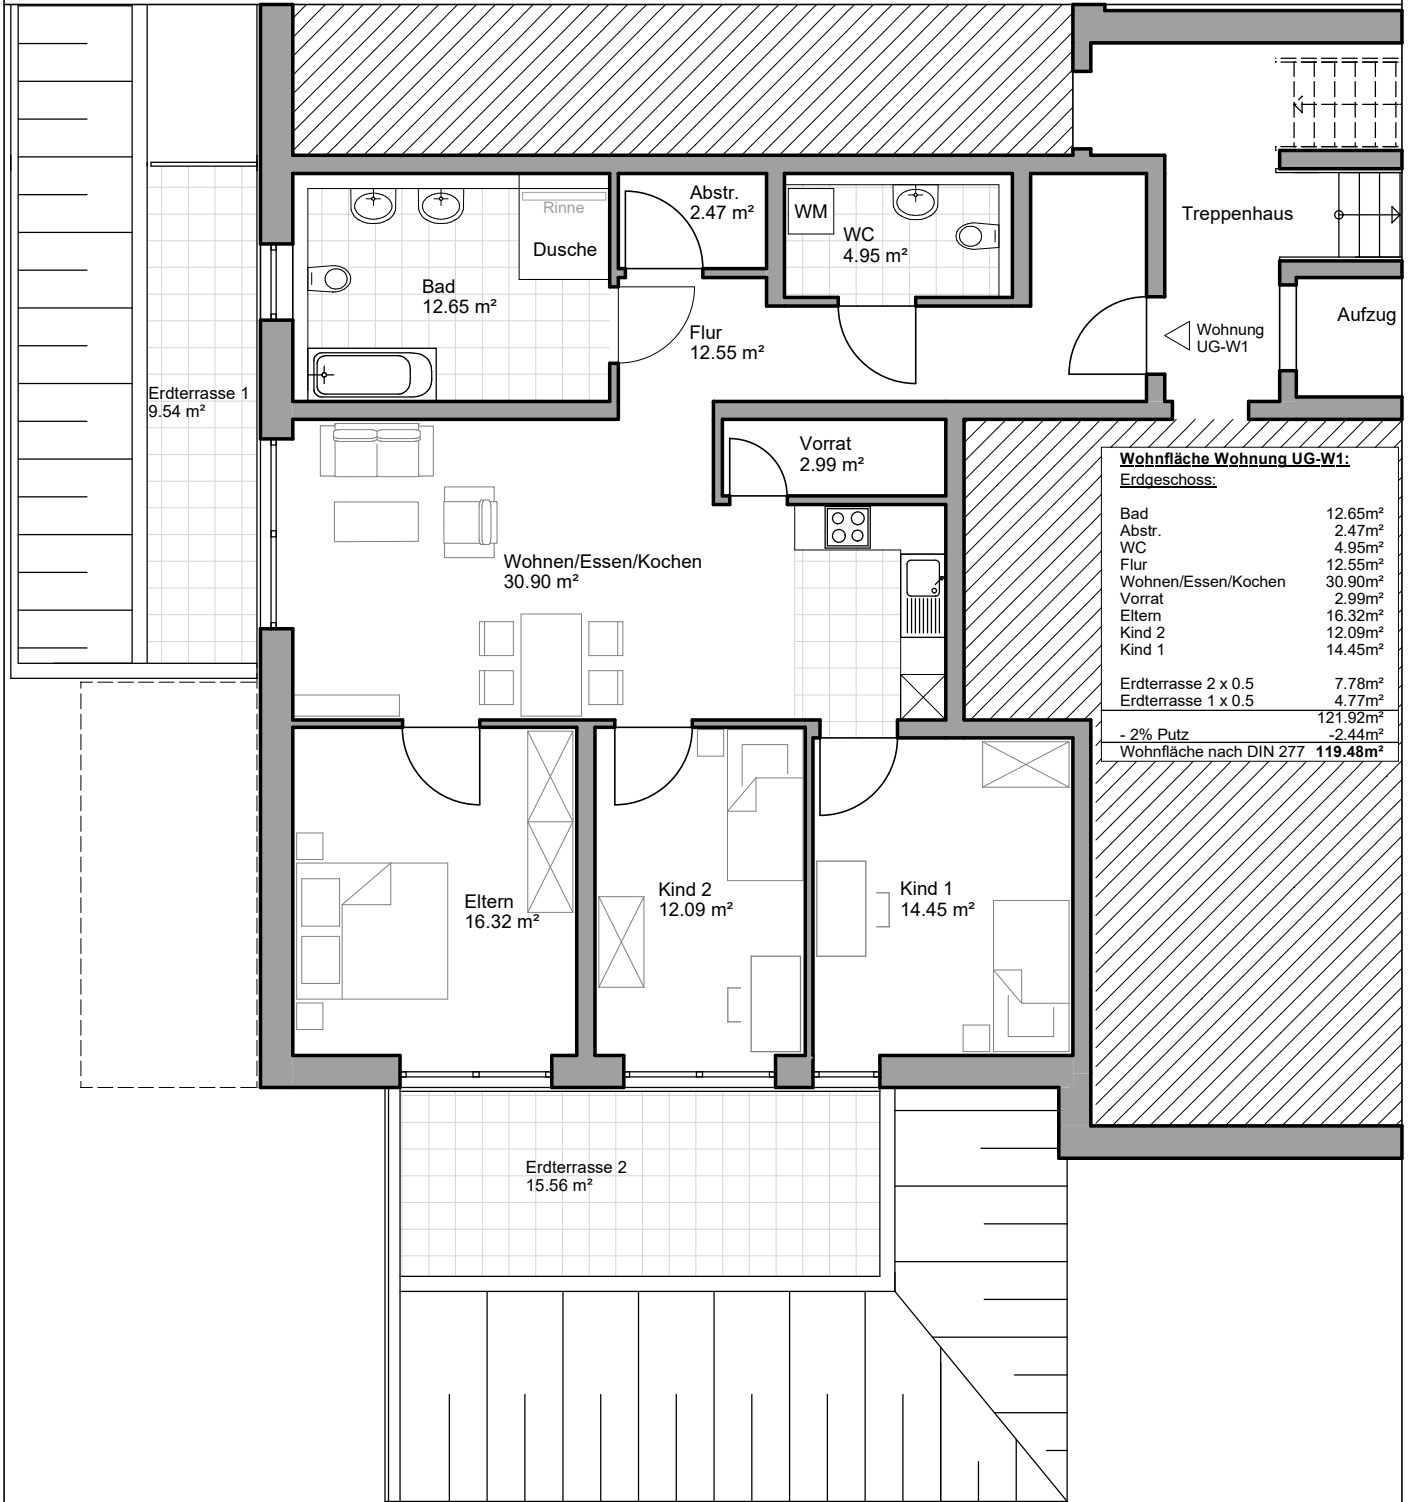 Abstr.
2.47 m²
Rinne
Dusche
WM
WC
4.95 m²
Treppenhaus
Bad
12.65 m²
Flur
12.55 m²
Wohnung
UG-W1
Aufzug
Erdterrasse 1
9.54 m²
Vorrat
2.99 m²
Wohnfläche Wohnung UG-W1:
Erdgeschoss:
Bad 12.65m²
Abstr. 2.47m²
WC 4.95m²
Flur 12.55m²
Wohnen/Essen/Kochen 30.90m²
Vorrat 2.99m²
Eltern 16.32m²
Kind 2 12.09m²
Kind 1 14.45m²
Erdterrasse 2 x 0.5 7.78m²
Erdterrasse 1 x 0.5 4.77m²
121.92m²
- 2% Putz -2.44m²
Wohnfläche nach DIN 277 119.48m²
Wohnen/Essen/Kochen
30.90 m²
Eltern
16.32 m²
Kind 2
12.09 m²
Kind 1
14.45 m²
Erdterrasse 2
15.56 m²